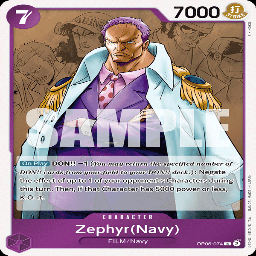 7
7000
SAMPLE
On Play DON!! −1 (You may return the specified number of
DON!! cards from your field to your DON!! deck.): Negate
the effect of up to 1 of your opponent's Characters during
this turn. Then, if that Character has 5000 power or less,
K.O. it.
CHARACTER
Zephyr(Navy)
FILM/Navy
OP06-074